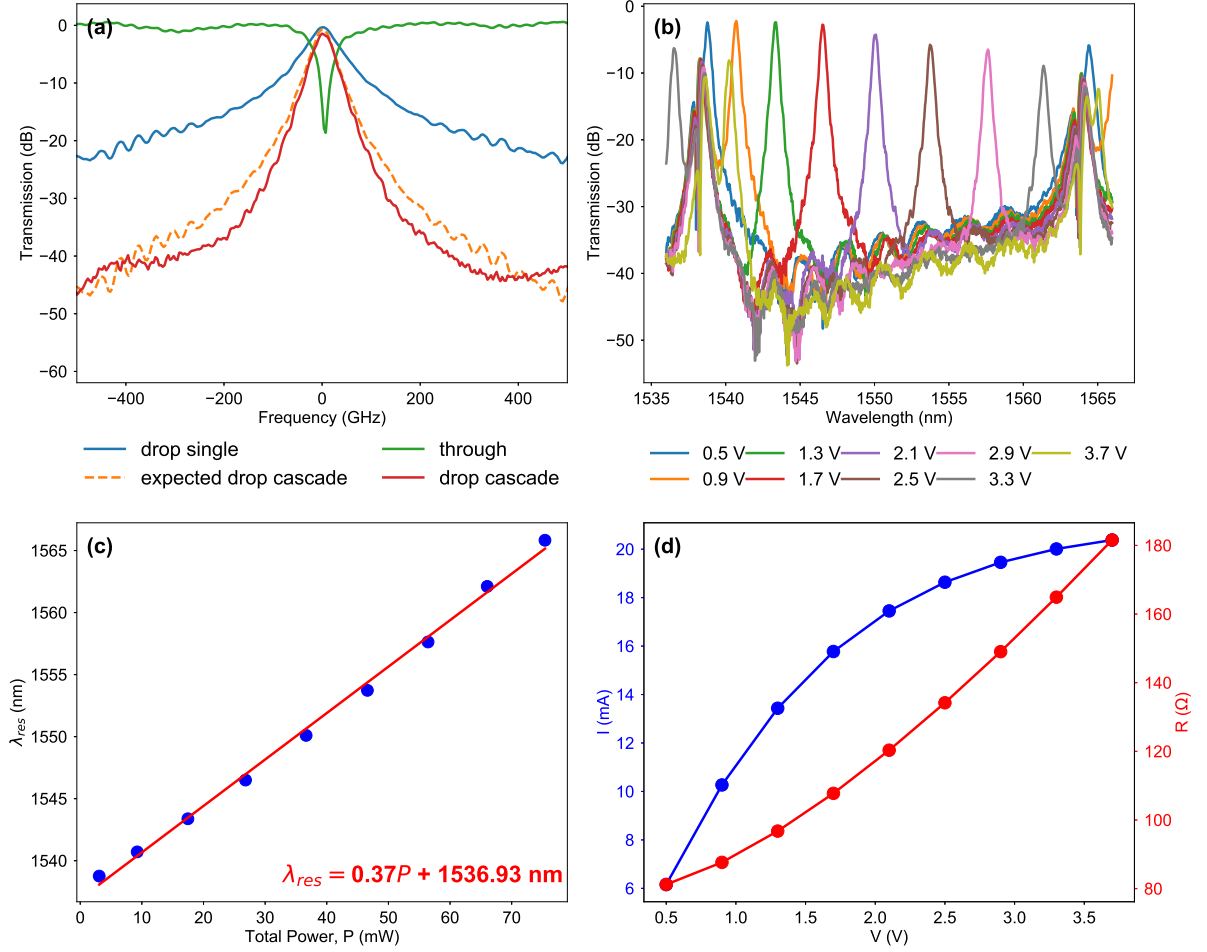 (a)
0
−10
−20
−30
−40
−50
−60
Transmission (dB)
−400 −200 0 200 400
Frequency (GHz)
drop single
expected drop cascade
through
drop cascade
(b)
0
−10
−20
−30
−40
−50
Transmission (dB)
1535 1540 1545 1550 1555 1560 1565
Wavelength (nm)
0.5 V 1.3 V 2.1 V 2.9 V 3.7 V
0.9 V 1.7 V 2.5 V 3.3 V
(c)
1565
1560
1555
1550
1545
1540
λres (nm)
λres = 0.37P + 1536.93 nm
0 10 20 30 40 50 60 70
Total Power, P (mW)
(d)
20
18
16
14
12
10
8
6
I (mA)
180
160
140
120
100
80
R (Ω)
0.5 1.0 1.5 2.0 2.5 3.0 3.5
V (V)